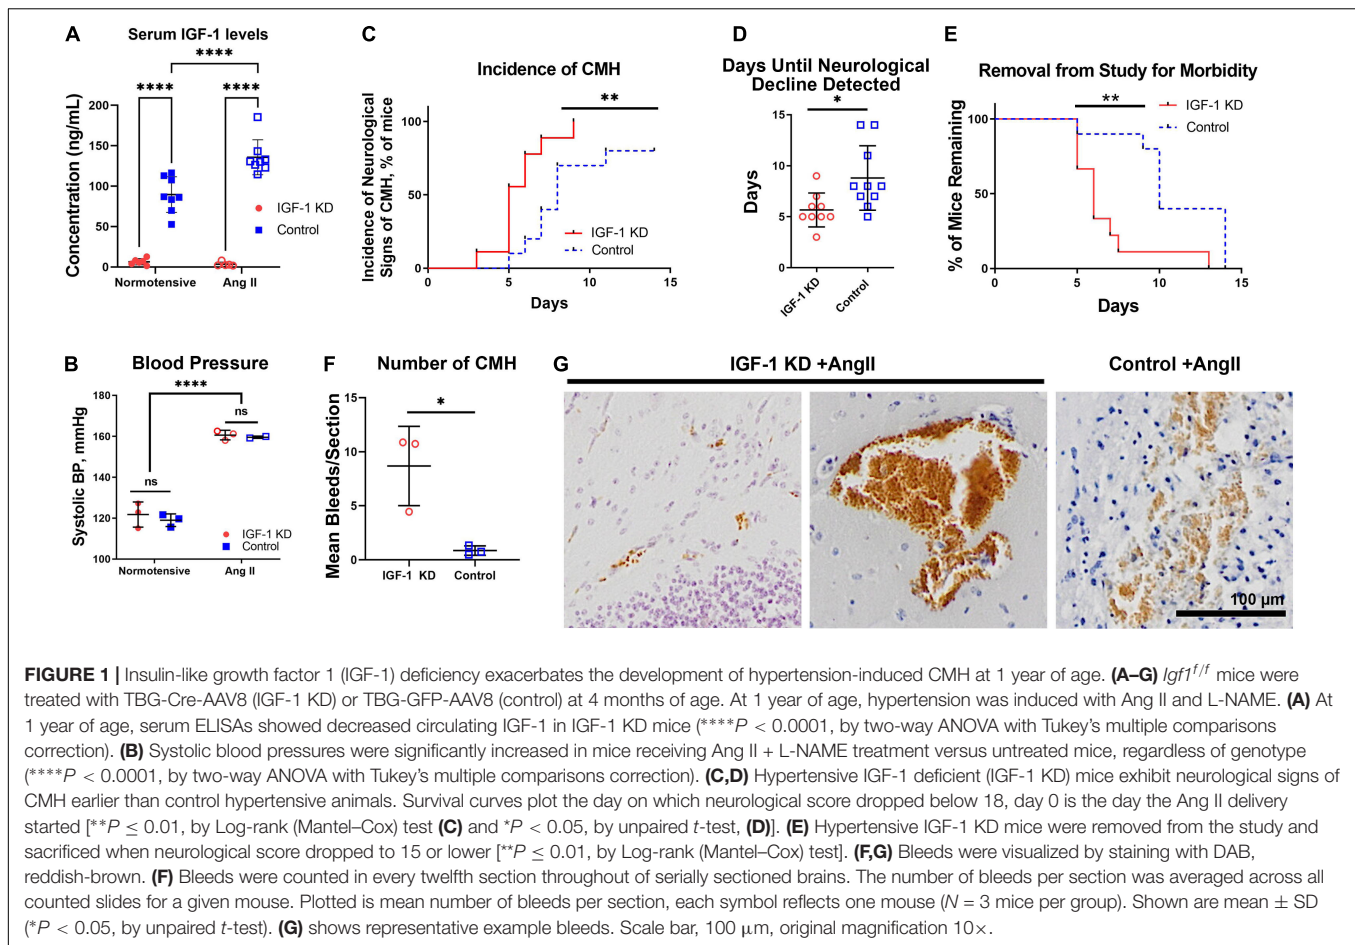 A
Serum IGF-1 levels
****
****
****
Concentration (ng/mL)
200
150
100
50
0
IGF-1 KD
Control
Normotensive
Ang II
C
Incidence of CMH
**
Incidence of Neurological
Signs of CMH, % of mice
100
50
0
IGF-1 KD
Control
0
5
10
15
Days
D
Days Until Neurological
Decline Detected
*
Days
15
10
5
0
IGF-1 KD
Control
E
Removal from Study for Morbidity
**
IGF-1 KD
Control
% of Mice Remaining
100
50
0
0
5
10
15
Days
B
Blood Pressure
****
ns
ns
Systolic BP, mmHg
180
160
140
120
100
IGF-1 KD
Control
Normotensive
Ang II
F
Number of CMH
*
Mean Bleeds/Section
15
10
5
0
IGF-1 KD
Control
G
IGF-1 KD +AngII
Control +AngII
100 µm
FIGURE 1 | Insulin-like growth factor 1 (IGF-1) deficiency exacerbates the development of hypertension-induced CMH at 1 year of age. (A–G) Igf1f/f mice were
treated with TBG-Cre-AAV8 (IGF-1 KD) or TBG-GFP-AAV8 (control) at 4 months of age. At 1 year of age, hypertension was induced with Ang II and L-NAME. (A) At
1 year of age, serum ELISAs showed decreased circulating IGF-1 in IGF-1 KD mice (****P < 0.0001, by two-way ANOVA with Tukey's multiple comparisons
correction). (B) Systolic blood pressures were significantly increased in mice receiving Ang II + L-NAME treatment versus untreated mice, regardless of genotype
(****P < 0.0001, by two-way ANOVA with Tukey's multiple comparisons correction). (C,D) Hypertensive IGF-1 deficient (IGF-1 KD) mice exhibit neurological signs of
CMH earlier than control hypertensive animals. Survival curves plot the day on which neurological score dropped below 18, day 0 is the day the Ang II delivery
started [**P ≤ 0.01, by Log-rank (Mantel–Cox) test (C) and *P < 0.05, by unpaired t-test, (D)]. (E) Hypertensive IGF-1 KD mice were removed from the study and
sacrificed when neurological score dropped to 15 or lower [**P ≤ 0.01, by Log-rank (Mantel–Cox) test]. (F,G) Bleeds were visualized by staining with DAB,
reddish-brown. (F) Bleeds were counted in every twelfth section throughout of serially sectioned brains. The number of bleeds per section was averaged across all
counted slides for a given mouse. Plotted is mean number of bleeds per section, each symbol reflects one mouse (N = 3 mice per group). Shown are mean ± SD
(*P < 0.05, by unpaired t-test). (G) shows representative example bleeds. Scale bar, 100 µm, original magnification 10×.